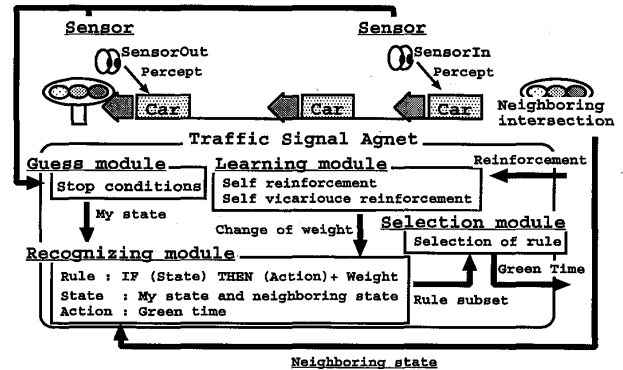 Sensor
Sensor
SensorOut
SensorIn
Percept
Percept
Car
Car
Car
Neighboring
intersection
Traffic Signal Agnet
Guess module
Learning module
Reinforcement
Stop conditions
Self reinforcement
Self vicariouce reinforcement
My state
Change of weight
Selection module
Selection of rule
Recognizing module
Green Time
Rule : IF (State) THEN (Action)+ Weight
State : My state and neighboring state
Action : Green time
Rule subset
Neighboring state